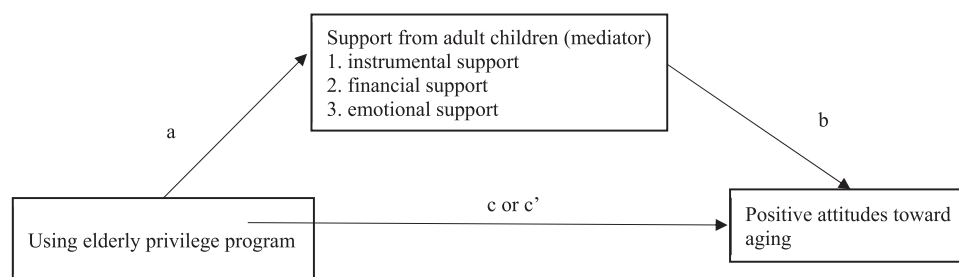 Support from adult children (mediator)
1. instrumental support
2. financial support
3. emotional support
a
b
c or c’
Using elderly privilege program
Positive attitudes toward
aging